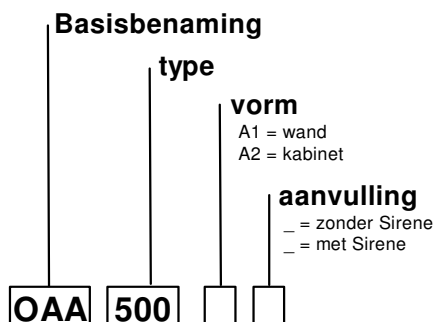 Basisbenaming
type
vorm
A1 = wand
A2 = kabinet
aanvulling
_ = zonder Sirene
_ = met Sirene
OAA 500